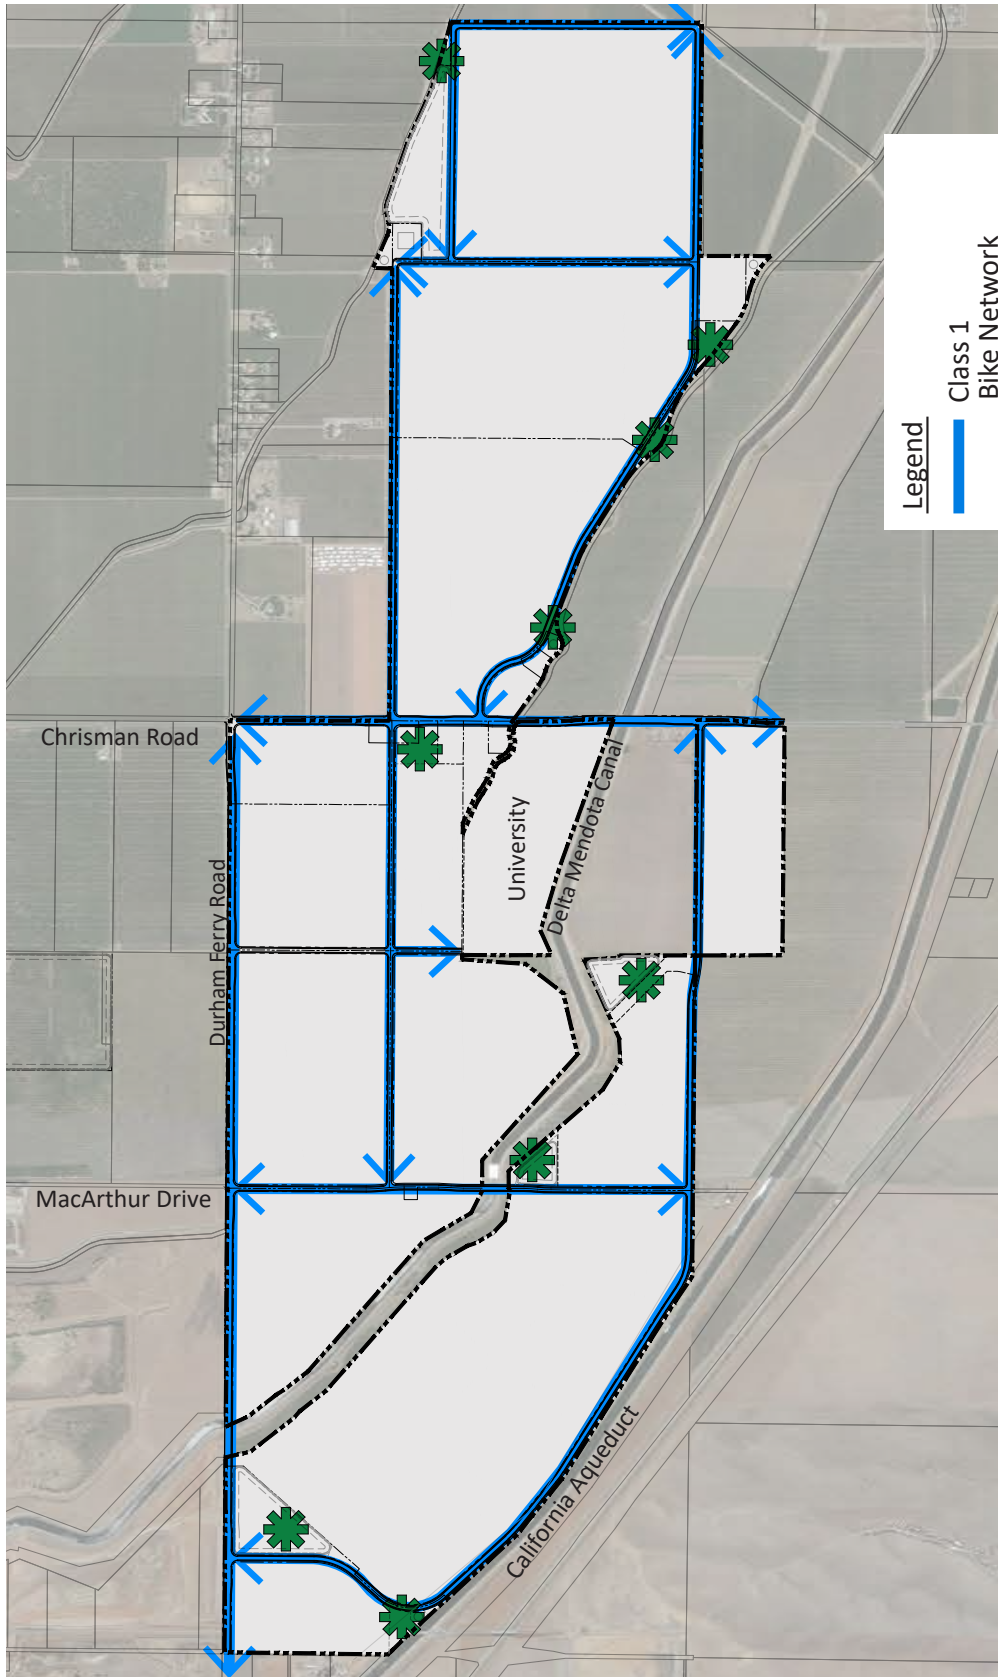 Legend
Class 1
Bike Network
Chrisman Road
University
Delta Mendota Canal
Durham Ferry Road
MacArthur Drive
California Aqueduct